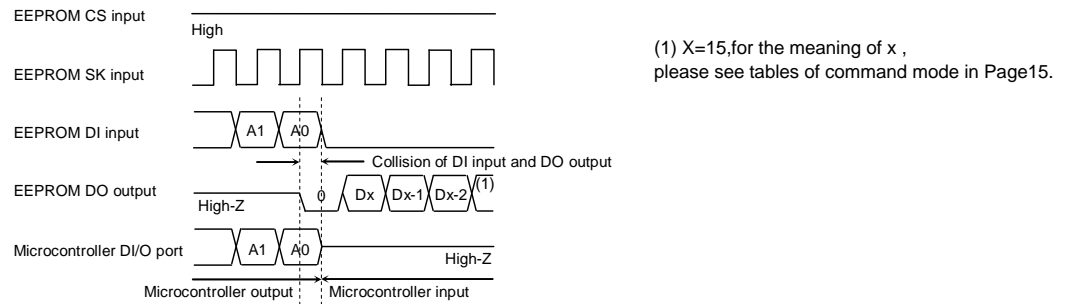 EEPROM CS input
High
(1) X=15,for the meaning of x ,
please see tables of command mode in Page15.
EEPROM SK input
EEPROM DI input
A1
A0
Collision of DI input and DO output
EEPROM DO output
High-Z
0
Dx
Dx-1
Dx-2
(1)
Microcontroller DI/O port
A1
A0
High-Z
Microcontroller output
Microcontroller input